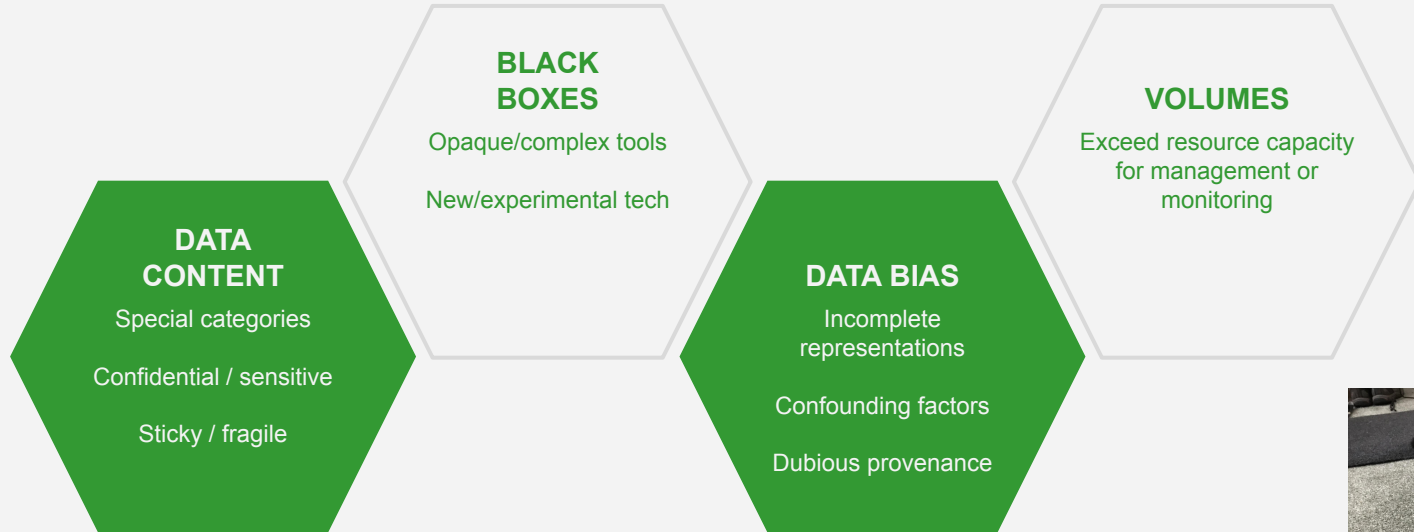 DATA
CONTENT
Special categories
Confidential / sensitive
Sticky / fragile
BLACK
BOXES
Opaque/complex tools
New/experimental tech
DATA BIAS
Incomplete
representations
Confounding factors
Dubious provenance
VOLUMES
Exceed resource capacity
for management or
monitoring